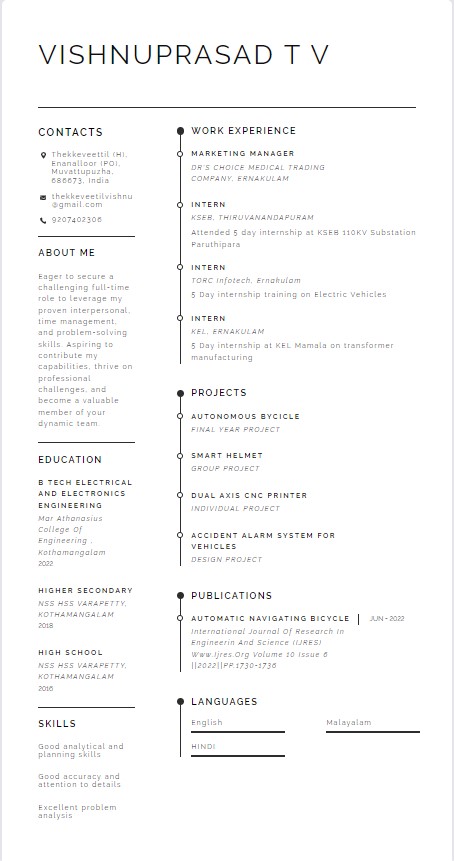 VISHNUPRASAD T V
CONTACTS
Thekkeveettil (H),
Enanalloor (PO),
Muvattupuzha,
686673, India
thekkeveetilvishnu
@gmail.com
9207402306
ABOUT ME
Eager to secure a
challenging full-time
role to leverage my
proven interpersonal,
time management,
and problem-solving
skills. Aspiring to
contribute my
capabilities, thrive on
professional
challenges, and
become a valuable
member of your
dynamic team.
EDUCATION
B TECH ELECTRICAL
AND ELECTRONICS
ENGINEERING
Mar Athanasius
College Of
Engineering ,
Kothamangalam
2022
HIGHER SECONDARY
NSS HSS VARAPETTY,
KOTHAMANGALAM
2018
HIGH SCHOOL
NSS HSS VARAPETTY,
KOTHAMANGALAM
2016
SKILLS
Good analytical and
planning skills
Good accuracy and
attention to details
Excellent problem
analysis
WORK EXPERIENCE
MARKETING MANAGER
DR'S CHOICE MEDICAL TRADING
COMPANY, ERNAKULAM
INTERN
KSEB, THIRUVANANDAPURAM
Attended 5 day internship at KSEB 110KV Substation
Paruthipara
INTERN
TORC Infotech, Ernahulam
5 Day internship training on Electric Vehicles
INTERN
KEL, ERNAKULAM
5 Day internship at KEL Mamala on transformer
manufacturing
PROJECTS
AUTONOMOUS BYCICLE
FINAL YEAR PROJECT
SMART HELMET
GROUP PROJECT
DUAL AXIS CNC PRINTER
INDIVIDUAL PROJECT
ACCIDENT ALARM SYSTEM FOR
VEHICLES
DESIGN PROJECT
PUBLICATIONS
AUTOMATIC NAVIGATING BICYCLE | JUN - 2022
International Journal Of Research In
Engineerin And Science (IJRES)
Www.Ijres.Org Volume 10 Issue 6
||2022||PP.1730-1736
LANGUAGES
English Malayalam
HINDI